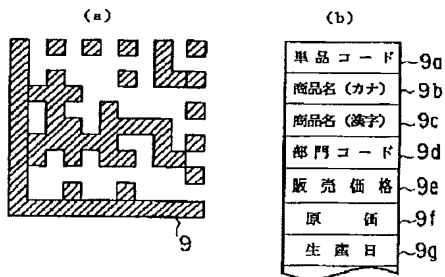 (a)
(b)
単品コード
9a
商品名(カナ)
9b
商品名(漢字)
9c
部門コード
9d
販売価格
9e
原価
9f
生産日
9g
9